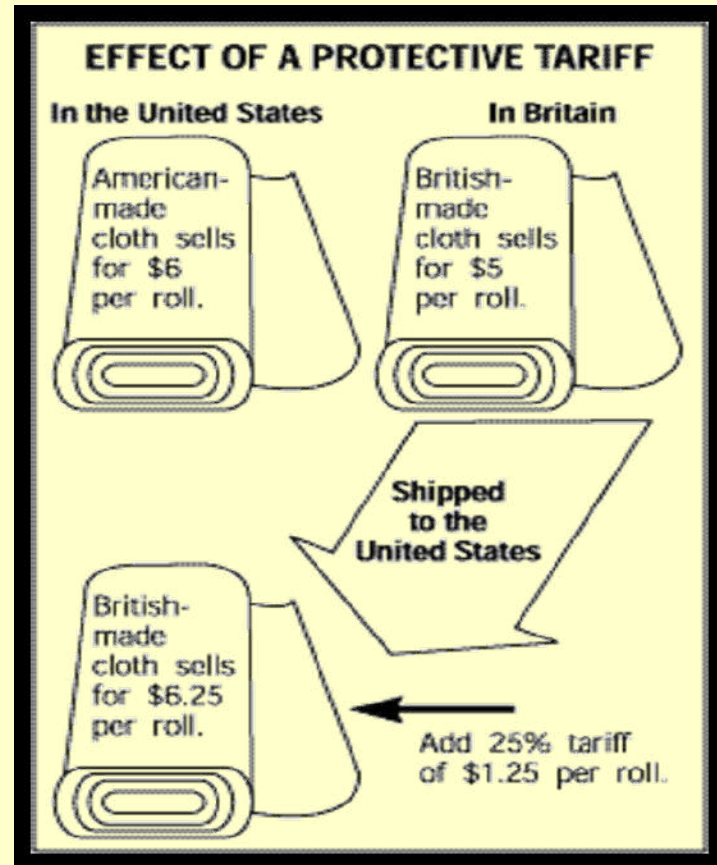 EFFECT OF A PROTECTIVE TARIFF
In the United States
American-
made
cloth sells
for $6
per roll.
In Britain
British-
made
cloth sells
for $5
per roll.
Shipped
to the
United States
British-
made
cloth sells
for $6.25
per roll.
Add 25% tariff
of $1.25 per roll.